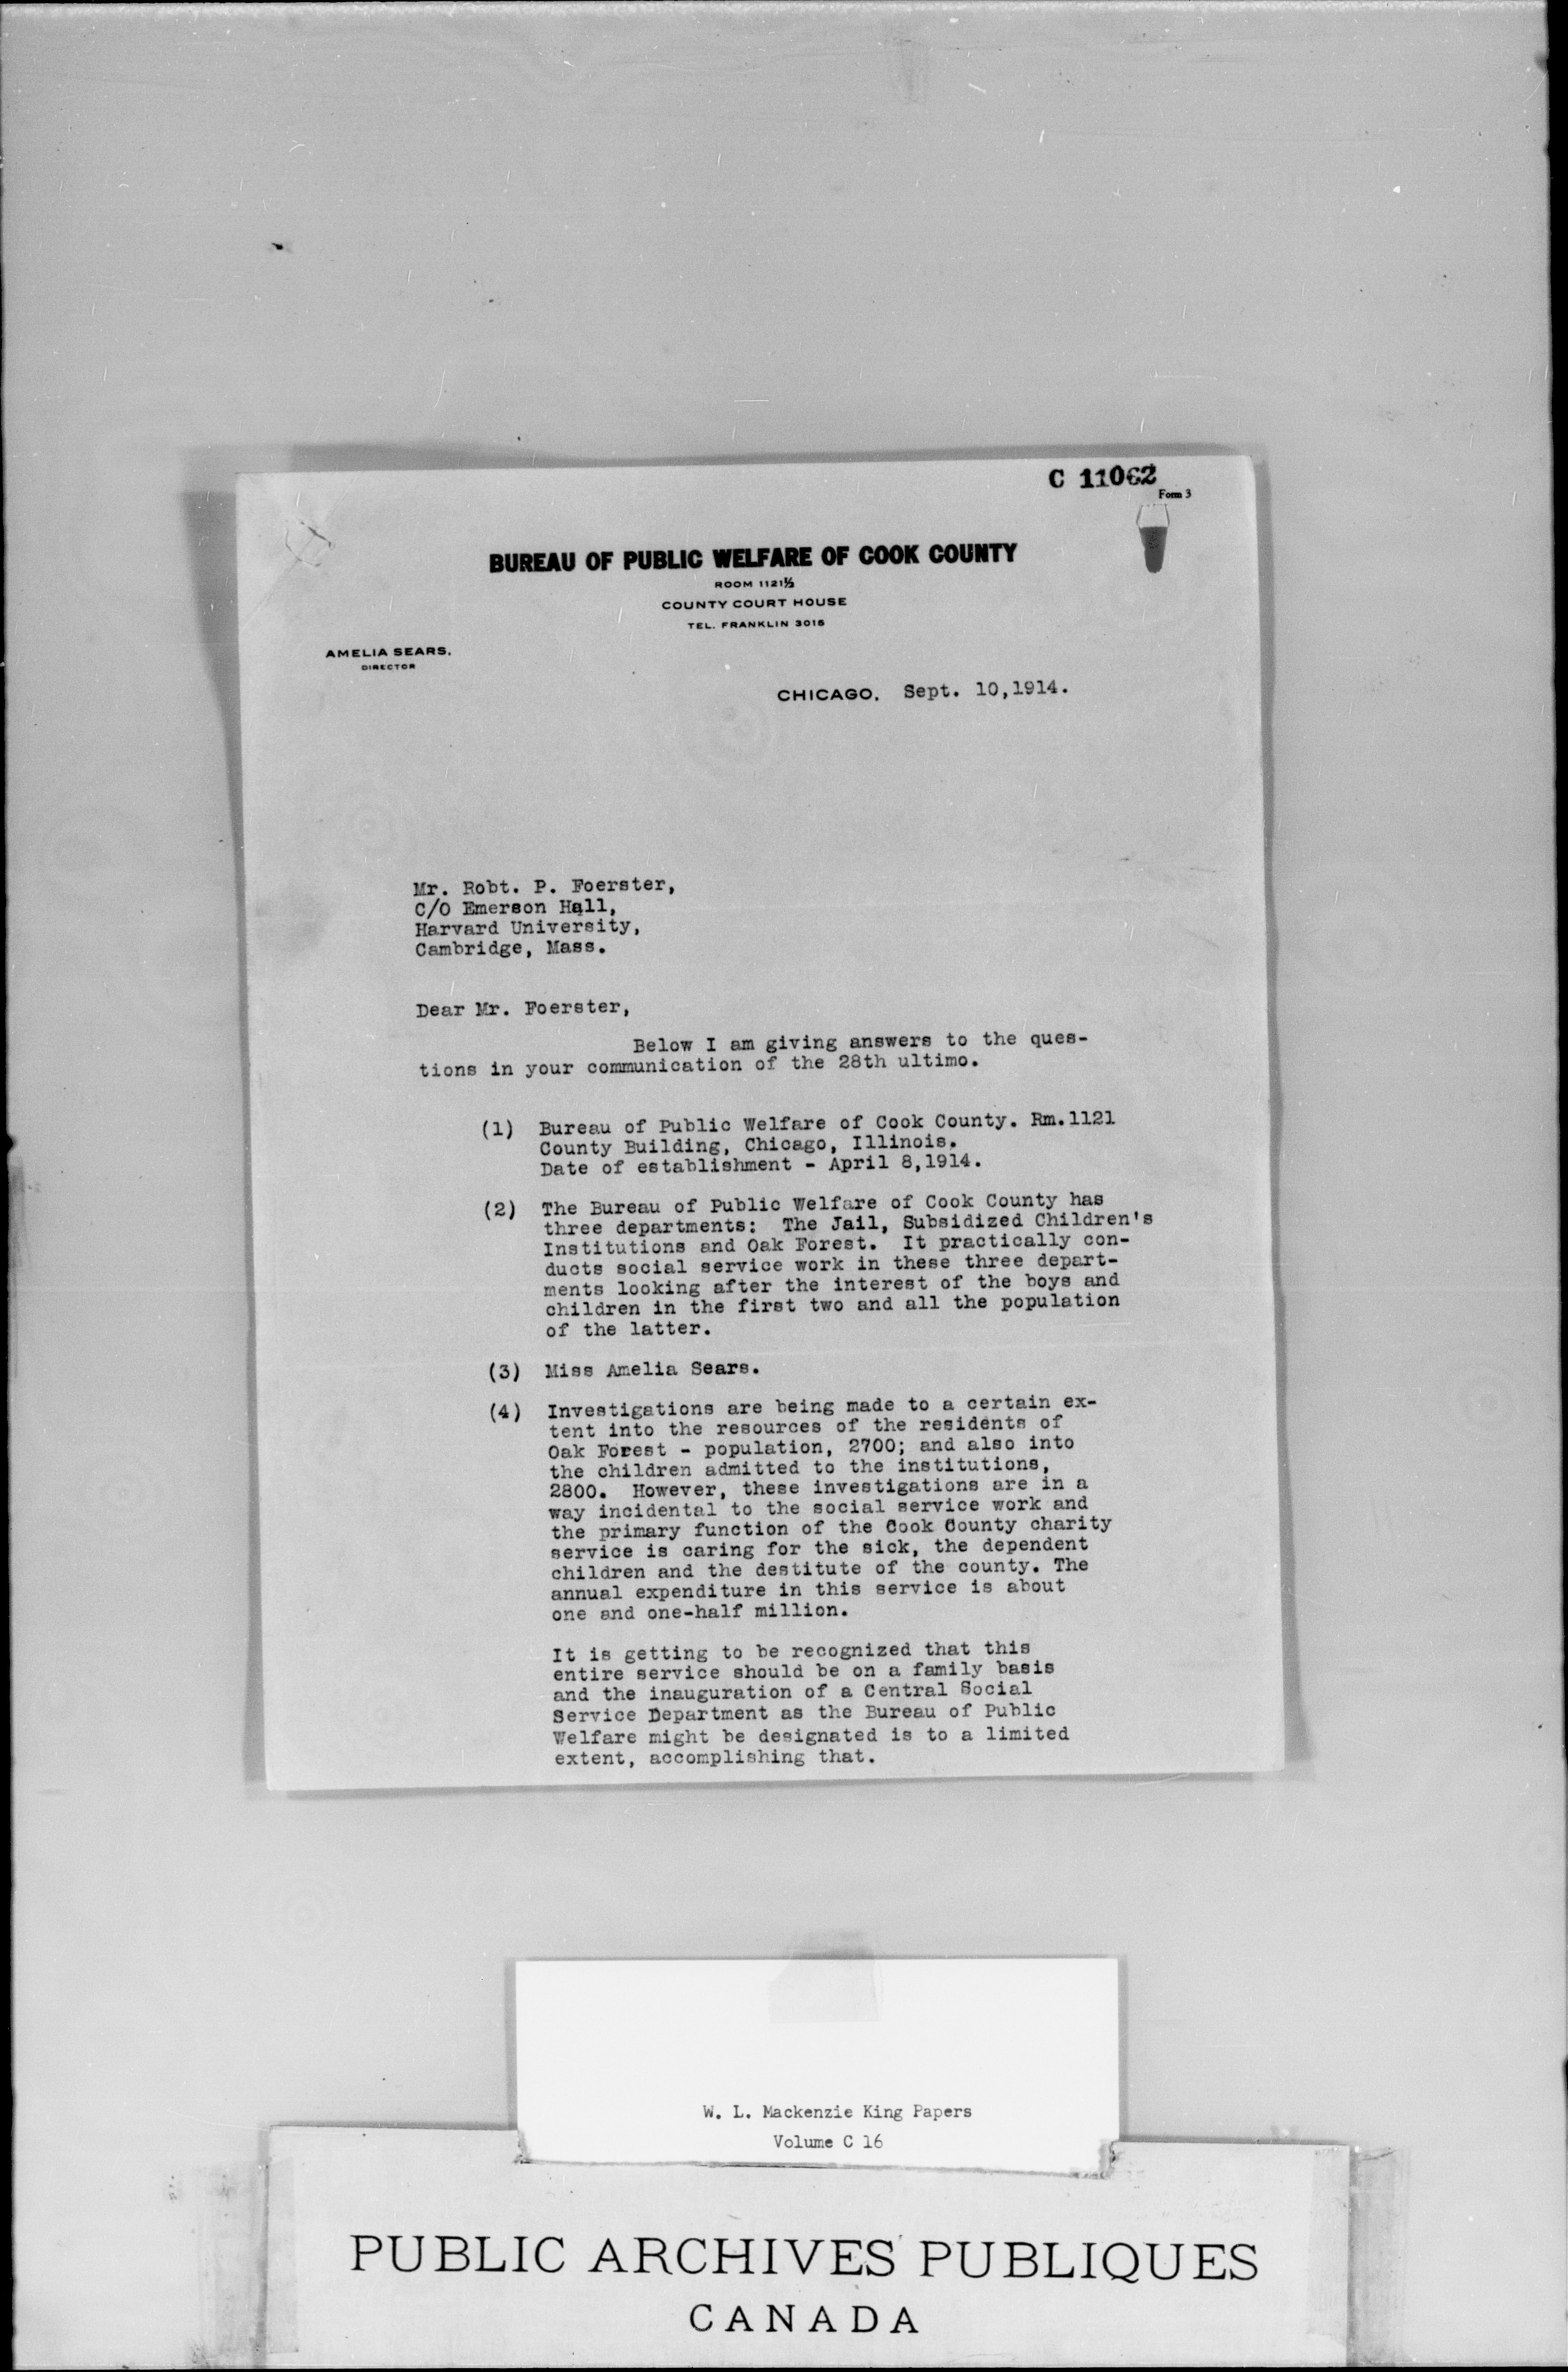 C 11062
Form 3
BUREAU OF PUBLIC WELFARE OF COOK COUNTY
ROOM 1121½
COUNTY COURT HOUSE
TEL. FRANKLIN 3015
AMELIA SEARS,
DIRECTOR
CHICAGO, Sept. 10,1914.
Mr. Robt. P. Foerster,
C/O Emerson Hall,
Harvard University,
Cambridge, Mass.
Dear Mr. Foerster,
Below I am giving answers to the ques-
tions in your communication of the 28th ultimo.
(1) Bureau of Public Welfare of Cook County. Rm.1121
County Building, Chicago, Illinois.
Date of establishment - April 8,1914.
(2) The Bureau of Public Welfare of Cook County has
three departments: The Jail, Subsidized Children's
Institutions and Oak Forest. It practically con-
ducts social service work in these three depart-
ments looking after the interest of the boys and
children in the first two and all the population
of the latter.
(3) Miss Amelia Sears.
(4) Investigations are being made to a certain ex-
tent into the resources of the residents of
Oak Forest - population, 2700; and also into
the children admitted to the institutions,
2800. However, these investigations are in a
way incidental to the social service work and
the primary function of the Cook County charity
service is caring for the sick, the dependent
children and the destitute of the county. The
annual expenditure in this service is about
one and one-half million.
It is getting to be recognized that this
entire service should be on a family basis
and the inauguration of a Central Social
Service Department as the Bureau of Public
Welfare might be designated is to a limited
extent, accomplishing that.
W. L. Mackenzie King Papers
Volume C 16
PUBLIC ARCHIVES PUBLIQUES
CANADA